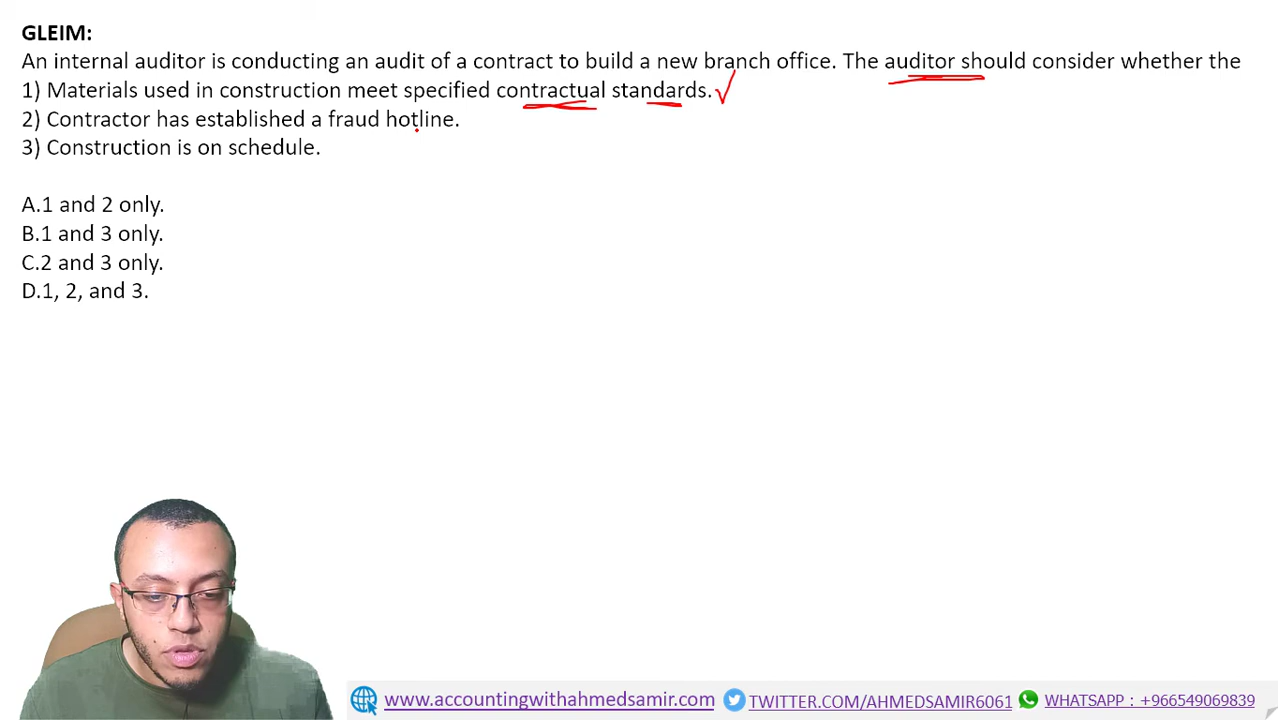 GLEIM:
An internal auditor is conducting an audit of a contract to build a new branch office. The auditor should consider whether the
1) Materials used in construction meet specified contractual standards.
2) Contractor has established a fraud hotline.
3) Construction is on schedule.
A.1 and 2 only.
B.1 and 3 only.
C.2 and 3 only.
D.1, 2, and 3.
www.accountingwithahmedsamir.com TWITTER.COM/AHMEDSAMIR6061 WHATSAPP : +966549069839